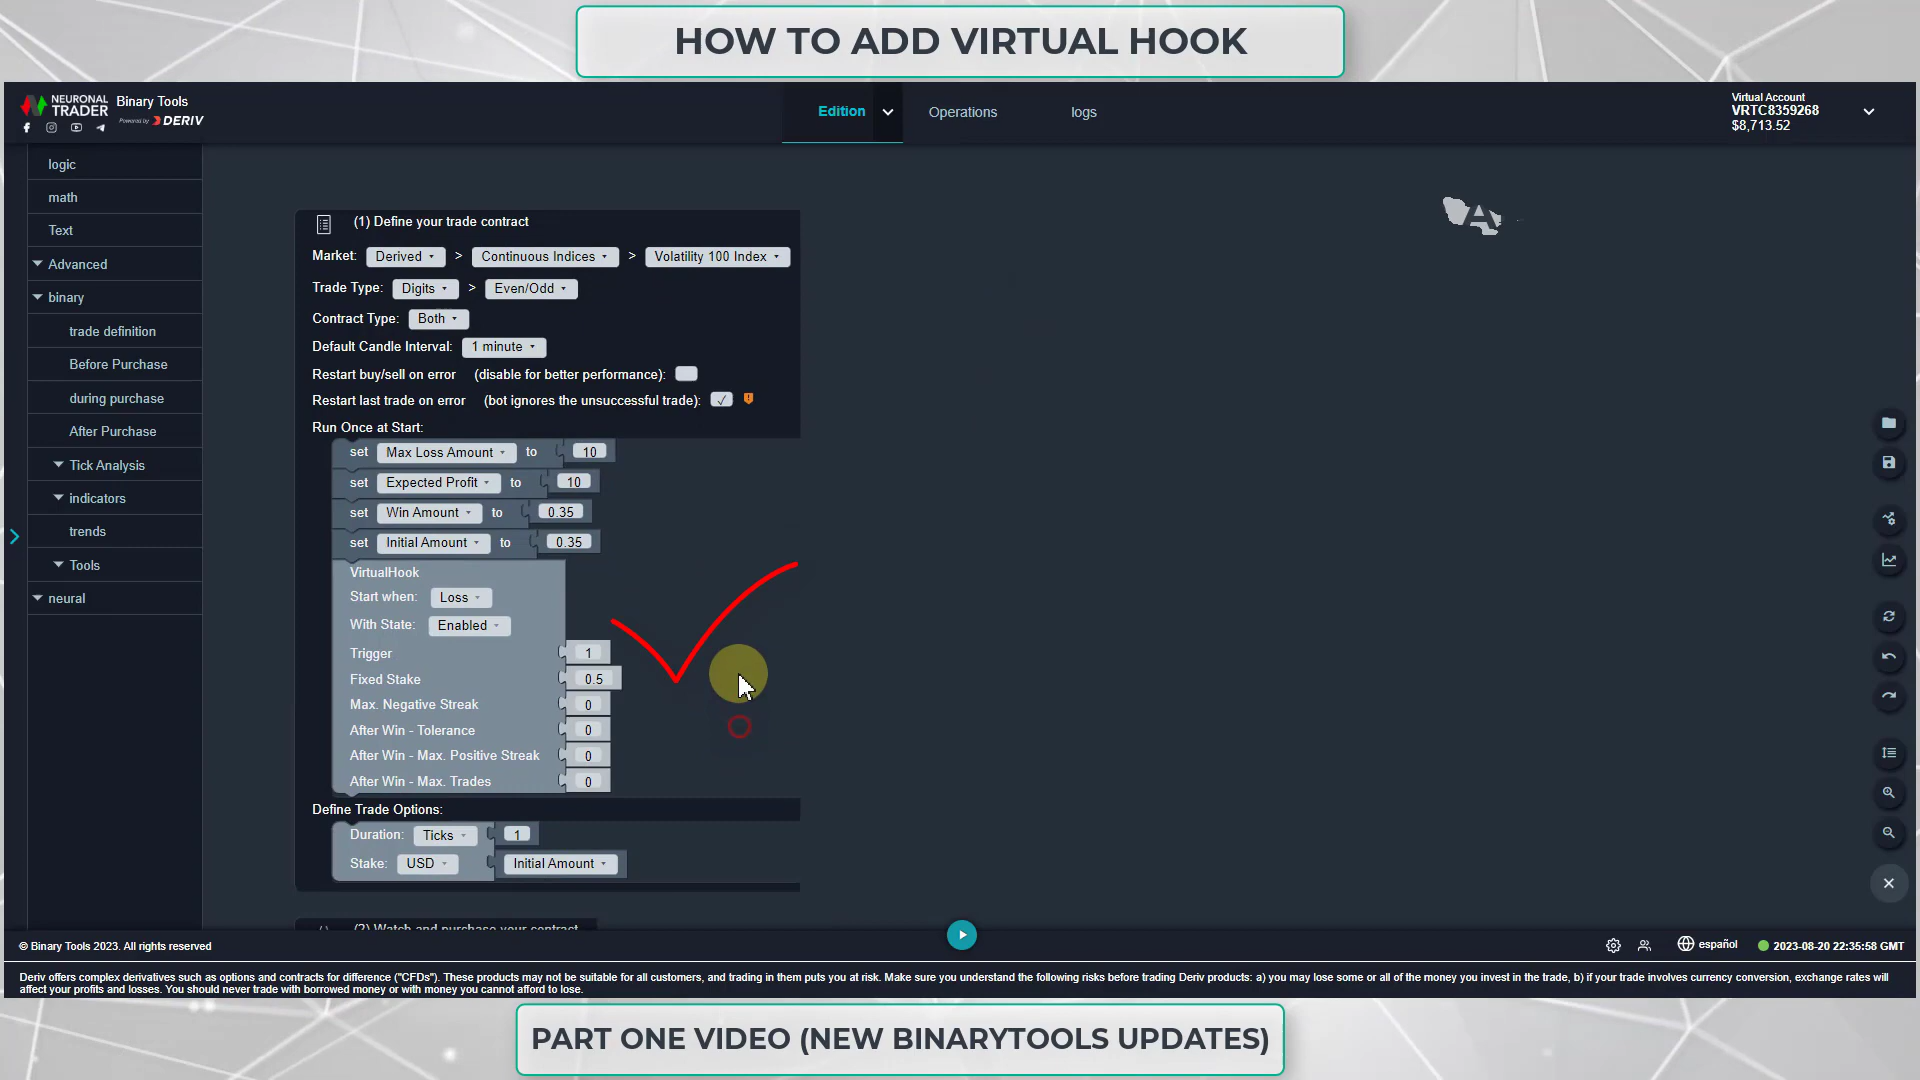 HOW TO ADD VIRTUAL HOOK
NEURONAL TRADER
Binary Tools
Powered by DERIV
Edition
Operations
logs
Virtual Account
VRTC8359268
$8,713.52
logic
math
Text
Advanced
binary
trade definition
Before Purchase
during purchase
After Purchase
Tick Analysis
indicators
trends
Tools
neural
(1) Define your trade contract
Market: Derived > Continuous Indices > Volatility 100 Index
Trade Type: Digits > Even/Odd
Contract Type: Both
Default Candle Interval: 1 minute
Restart buy/sell on error (disable for better performance):
Restart last trade on error (bot ignores the unsuccessful trade): ✓
Run Once at Start:
set Max Loss Amount to 10
set Expected Profit to 10
set Win Amount to 0.35
set Initial Amount to 0.35
VirtualHook
Start when: Loss
With State: Enabled
Trigger 1
Fixed Stake 0.5
Max. Negative Streak 0
After Win - Tolerance 0
After Win - Max. Positive Streak 0
After Win - Max. Trades 0
Define Trade Options:
Duration: Ticks 1
Stake: USD Initial Amount
(2) Watch and purchase your contract
© Binary Tools 2023. All rights reserved
español
2023-08-20 22:35:58 GMT
Deriv offers complex derivatives such as options and contracts for difference ("CFDs"). These products may not be suitable for all customers, and trading in them puts you at risk. Make sure you understand the following risks before trading Deriv products: a) you may lose some or all of the money you invest in the trade, b) if your trade involves currency conversion, exchange rates will
affect your profits and losses. You should never trade with borrowed money or with money you cannot afford to lose.
PART ONE VIDEO (NEW BINARYTOOLS UPDATES)